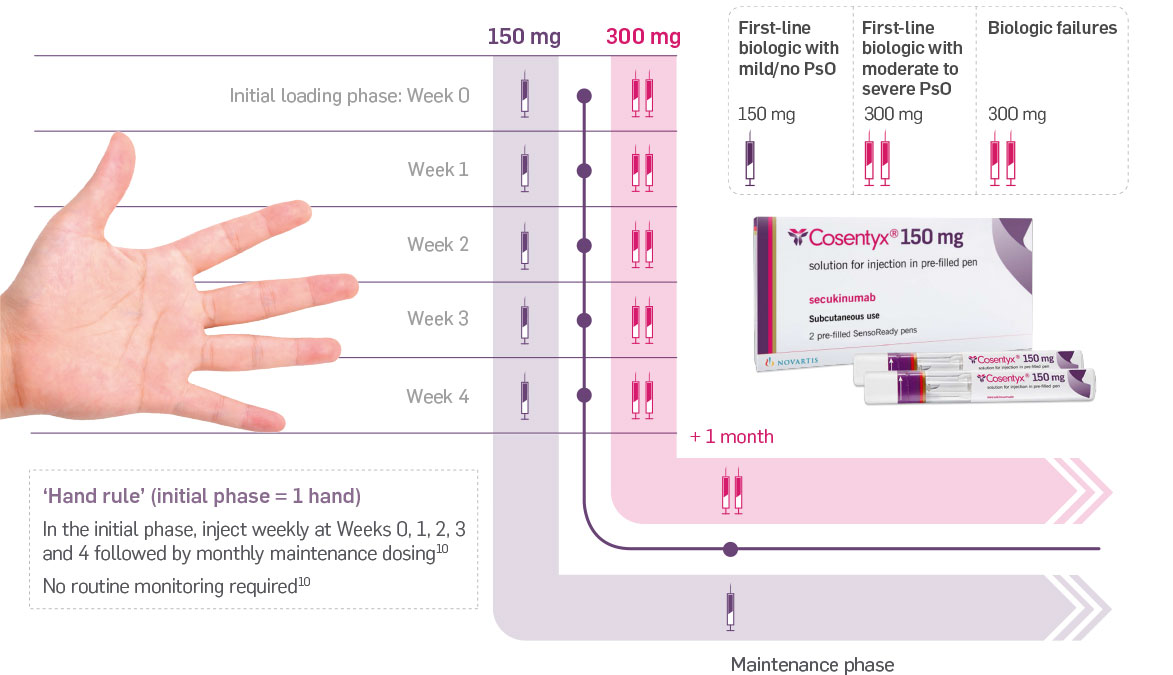 150 mg
300 mg
Initial loading phase: Week 0
Week 1
Week 2
Week 3
Week 4
First-line
biologic with
mild/no PsO
150 mg
First-line
biologic with
moderate to
severe PsO
300 mg
Biologic failures
300 mg
Cosentyx® 150 mg
solution for injection in pre-filled pen
secukinumab
Subcutaneous use
2 pre-filled SensoReady pens
NOVARTIS
Cosentyx® 150 mg
solution for injection in pre-filled pen
Cosentyx® 150 mg
solution for injection in pre-filled pen
secukinumab
+ 1 month
‘Hand rule’ (initial phase = 1 hand)
In the initial phase, inject weekly at Weeks 0, 1, 2, 3
and 4 followed by monthly maintenance dosing¹⁰
No routine monitoring required¹⁰
Maintenance phase